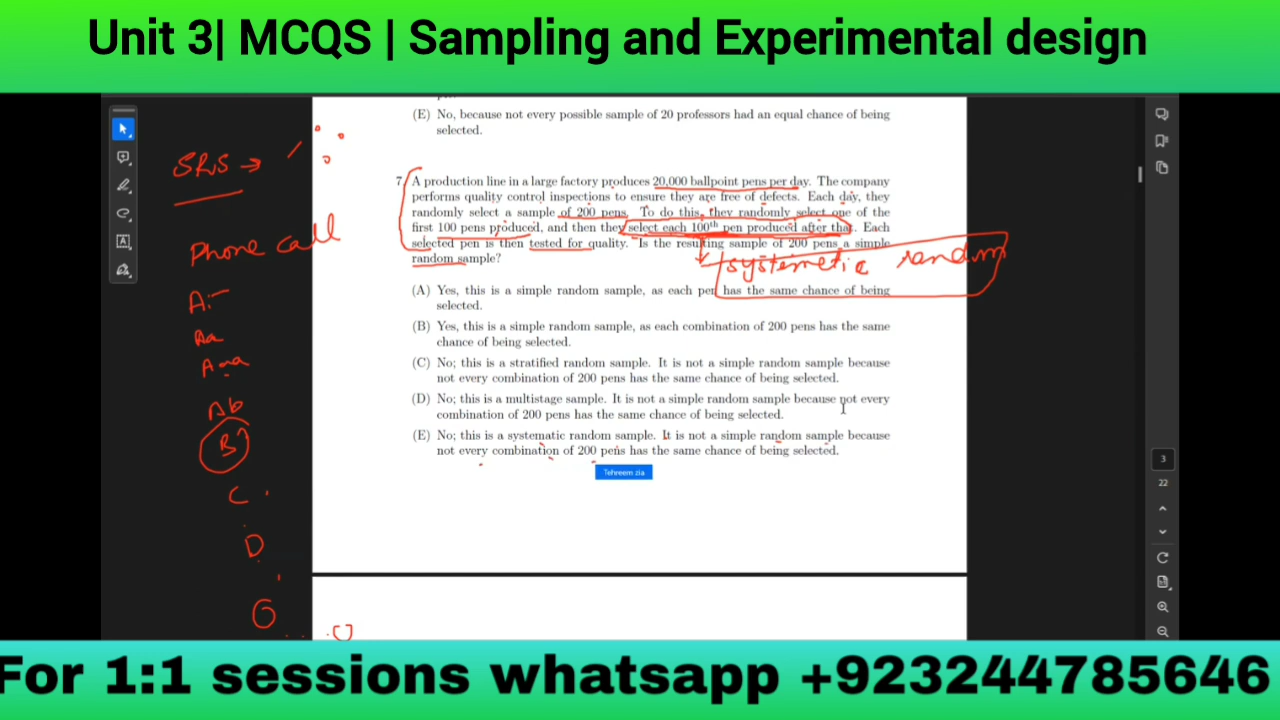 Unit 3| MCQS | Sampling and Experimental design
(E) No, because not every possible sample of 20 professors had an equal chance of being
selected.
SRS →
7. A production line in a large factory produces 20,000 ballpoint pens per day. The company
performs quality control inspections to ensure they are free of defects. Each day, they
randomly select a sample of 200 pens. To do this, they randomly select one of the
first 100 pens produced, and then they select each 100th pen produced after that. Each
selected pen is then tested for quality. Is the resulting sample of 200 pens a simple
random sample?
systemetic random
Phone call
(A) Yes, this is a simple random sample, as each pen has the same chance of being
selected.
(B) Yes, this is a simple random sample, as each combination of 200 pens has the same
chance of being selected.
(C) No; this is a stratified random sample. It is not a simple random sample because
not every combination of 200 pens has the same chance of being selected.
(D) No; this is a multistage sample. It is not a simple random sample because not every
combination of 200 pens has the same chance of being selected.
(E) No; this is a systematic random sample. It is not a simple random sample because
not every combination of 200 pens has the same chance of being selected.
Tehreem zia
Aa
Ab
B
C
D
3
22
For 1:1 sessions whatsapp +923244785646